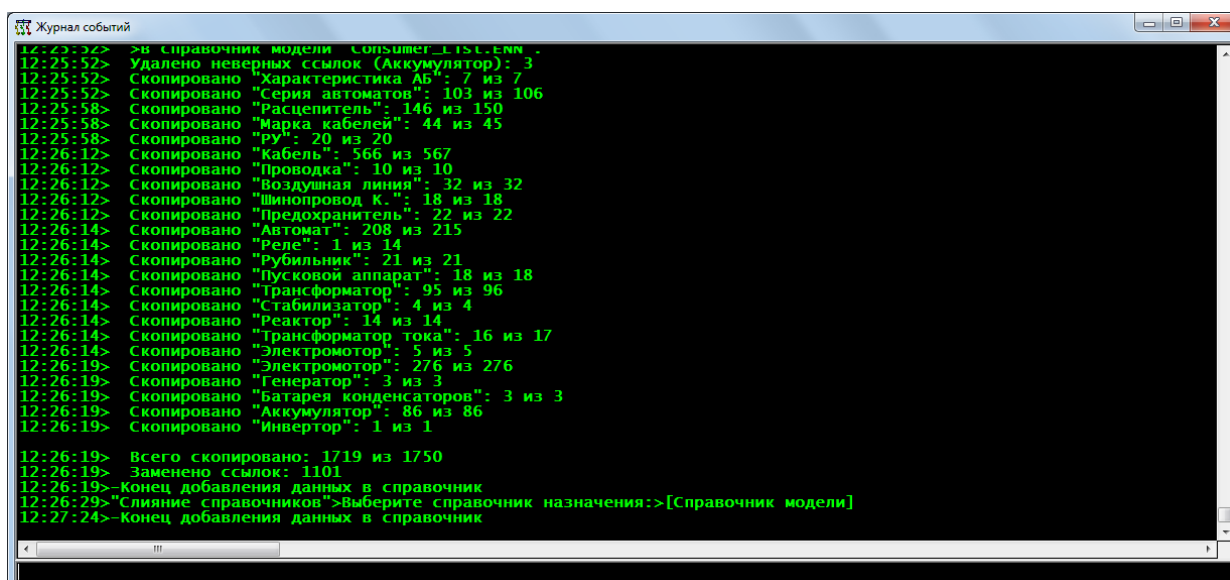 Журнал событий
12:25:52>  >в справочник модели "Consumer_List.ENN".
12:25:52>  Удалено неверных ссылок (Аккумулятор): 3
12:25:52>  Скопировано "Характеристика АБ": 7 из 7
12:25:52>  Скопировано "Серия автоматов": 103 из 106
12:25:58>  Скопировано "Расцепитель": 146 из 150
12:25:58>  Скопировано "Марка кабелей": 44 из 45
12:25:58>  Скопировано "РУ": 20 из 20
12:26:12>  Скопировано "Кабель": 566 из 567
12:26:12>  Скопировано "Проводка": 10 из 10
12:26:12>  Скопировано "Воздушная линия": 32 из 32
12:26:12>  Скопировано "Шинопровод К.": 18 из 18
12:26:12>  Скопировано "Предохранитель": 22 из 22
12:26:14>  Скопировано "Автомат": 208 из 215
12:26:14>  Скопировано "Реле": 1 из 14
12:26:14>  Скопировано "Рубильник": 21 из 21
12:26:14>  Скопировано "Пусковой аппарат": 18 из 18
12:26:14>  Скопировано "Трансформатор": 95 из 96
12:26:14>  Скопировано "Стабилизатор": 4 из 4
12:26:14>  Скопировано "Реактор": 14 из 14
12:26:14>  Скопировано "Трансформатор тока": 16 из 17
12:26:14>  Скопировано "Электромотор": 5 из 5
12:26:19>  Скопировано "Электромотор": 276 из 276
12:26:19>  Скопировано "Генератор": 3 из 3
12:26:19>  Скопировано "Батарея конденсаторов": 3 из 3
12:26:19>  Скопировано "Аккумулятор": 86 из 86
12:26:19>  Скопировано "Инвертор": 1 из 1
12:26:19>  Всего скопировано: 1719 из 1750
12:26:19>  Заменено ссылок: 1101
12:26:19>-Конец добавления данных в справочник
12:26:29>"Слияние справочников">Выберите справочник назначения:>[Справочник модели]
12:27:24>-Конец добавления данных в справочник